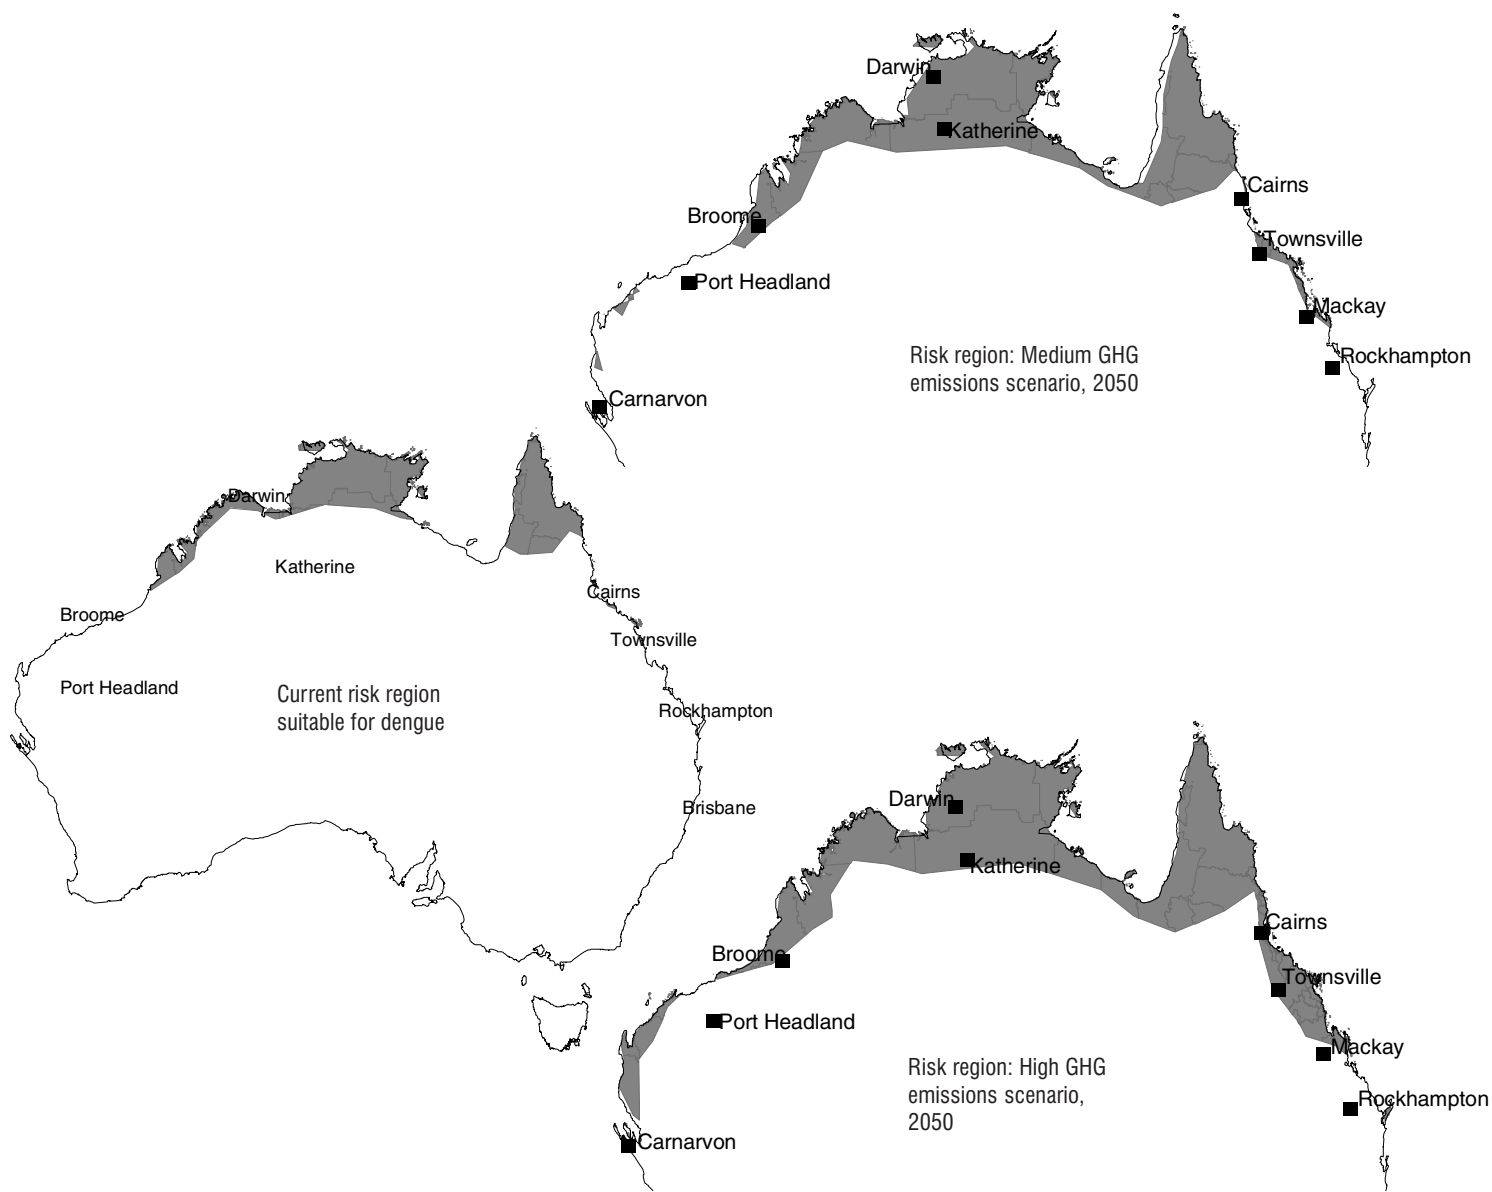 Darwin
Katherine
Broome
Cairns
Townsville
Port Headland
Mackay
Risk region: Medium GHG
emissions scenario, 2050
Rockhampton
Carnarvon
Darwin
Katherine
Cairns
Broome
Townsville
Port Headland
Current risk region
suitable for dengue
Rockhampton
Brisbane
Darwin
Katherine
Cairns
Broome
Townsville
Port Headland
Mackay
Risk region: High GHG
emissions scenario,
2050
Rockhampton
Carnarvon